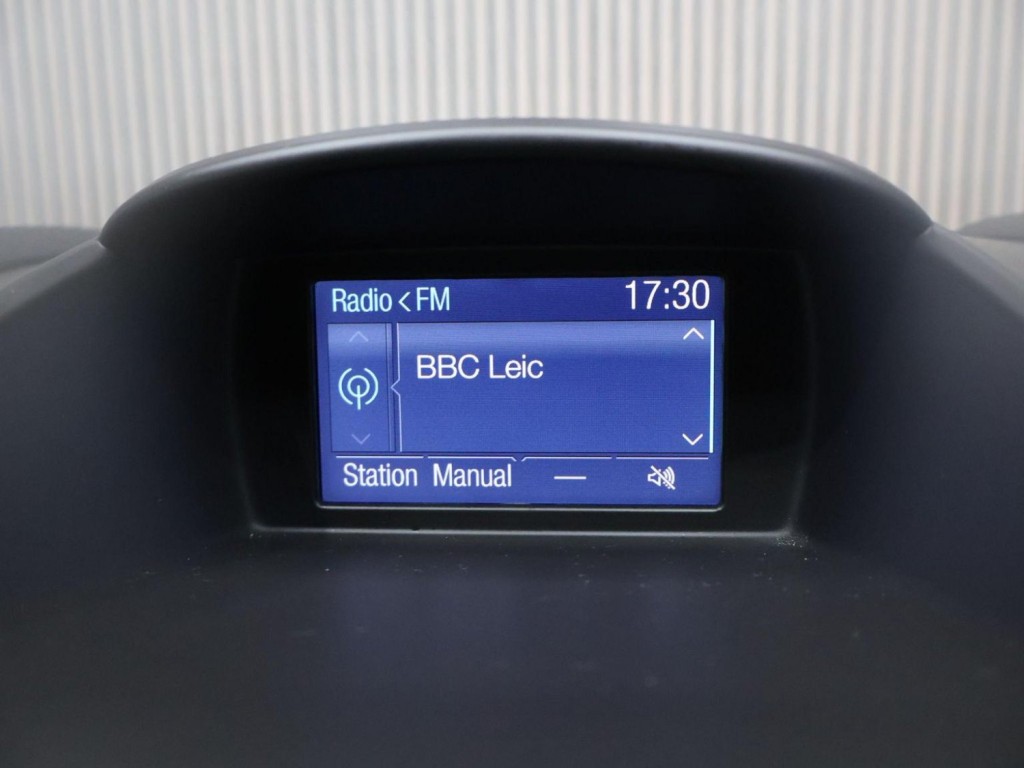 Radio < FM 17:30
BBC Leic
Station Manual —